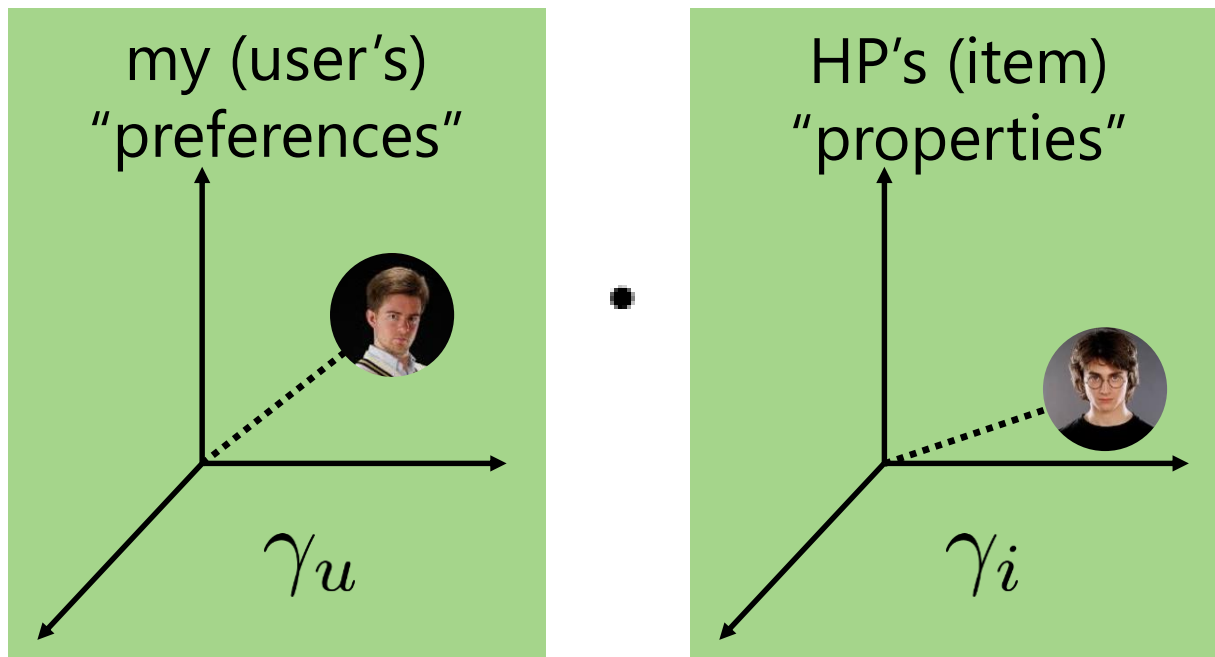 my (user’s)
“preferences”
HP’s (item)
“properties”
γu
γi